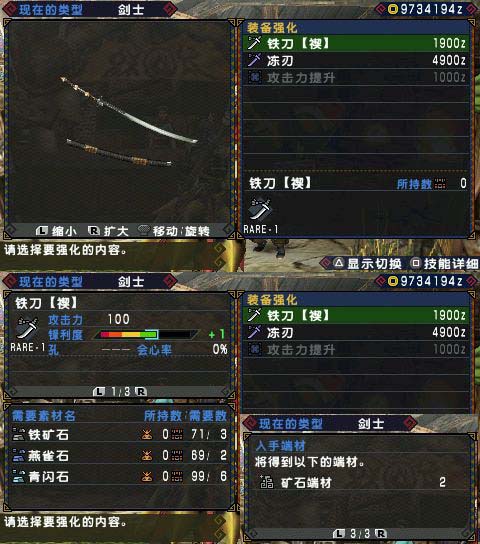 现在的类型 剑士
9734194z
装备强化
铁刀【禊】 1900z
冻刃 4900z
攻击力提升 1000z
铁刀【禊】 所持数 0
RARE-1
L 缩小 R 扩大 移动/旋转
请选择要强化的内容。
△显示切换 □技能详细
现在的类型 剑士
9734194z
铁刀【禊】
攻击力 100
锋利度 +1
RARE-1 孔 --- 会心率 0%
L 1/3 R
装备强化
铁刀【禊】 1900z
冻刃 4900z
攻击力提升 1000z
需要素材名 所持数/需要数
铁矿石 0 71/ 3
燕雀石 0 69/ 2
青闪石 0 99/ 6
请选择要强化的内容。
现在的类型 剑士
入手端材
将得到以下的端材。
矿石端材 2
L 3/3 R